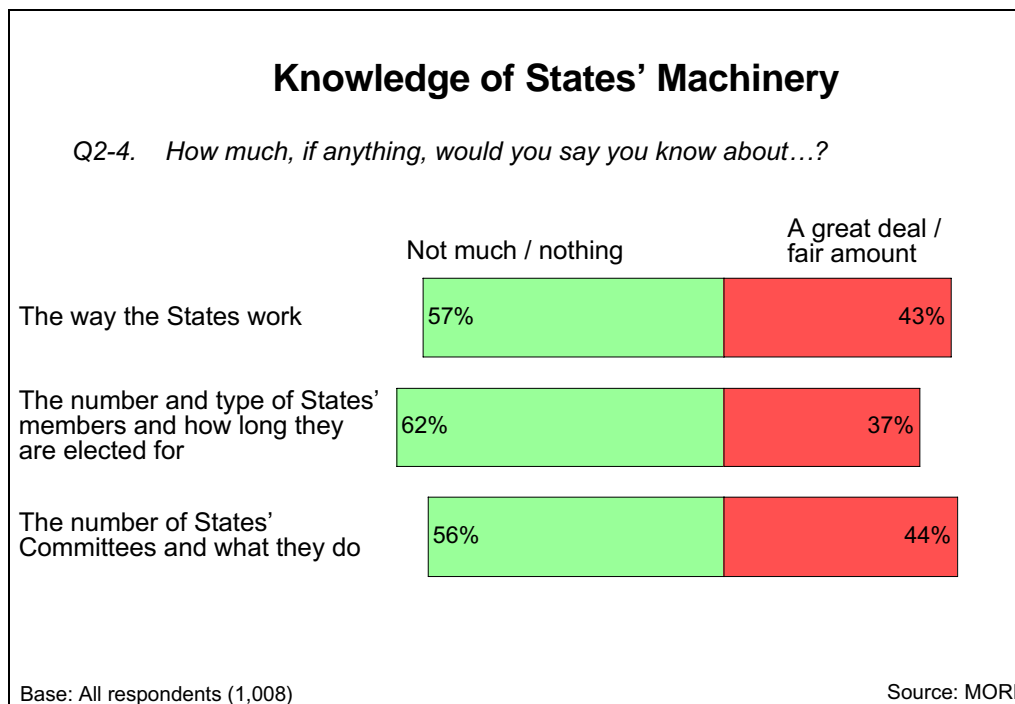 Knowledge of States’ Machinery
Q2-4. How much, if anything, would you say you know about…?
Not much / nothing
A great deal /
fair amount
The way the States work
57%
43%
The number and type of States’
members and how long they
are elected for
62%
37%
The number of States’
Committees and what they do
56%
44%
Base: All respondents (1,008)
Source: MORI